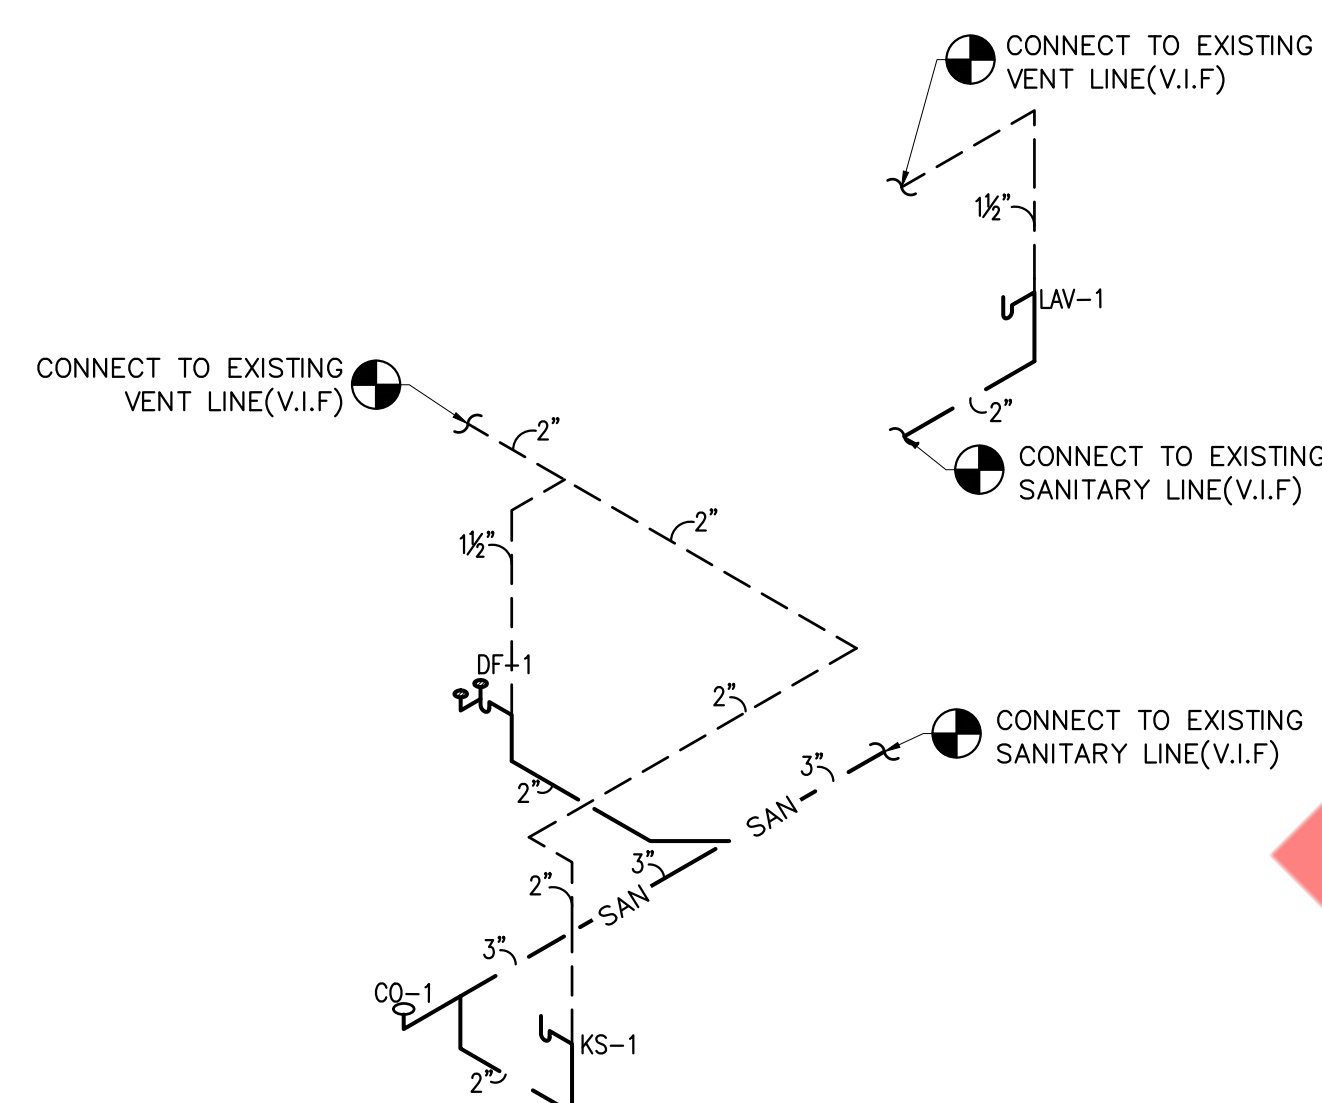 CONNECT TO EXISTING
VENT LINE(V.I.F)
1½"
LAV-1
2"
CONNECT TO EXISTING
SANITARY LINE(V.I.F)
CONNECT TO EXISTING
VENT LINE(V.I.F)
2"
2"
1½"
DF-1
2"
CONNECT TO EXISTING
SANITARY LINE(V.I.F)
3"
2"
SAN
3"
2"
SAN
3"
CO-1
KS-1
2"